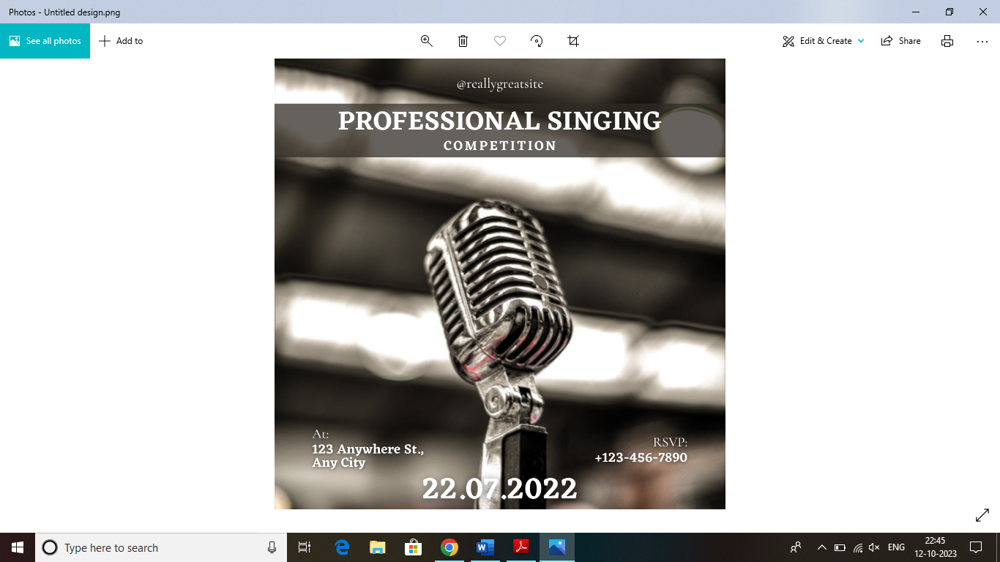 Photos - Untitled design.png
See all photos
Add to
Edit & Create
Share
@reallygreatsite
PROFESSIONAL SINGING
COMPETITION
At:
123 Anywhere St.,
Any City
RSVP:
+123-456-7890
22.07.2022
Type here to search
ENG
22:45
12-10-2023